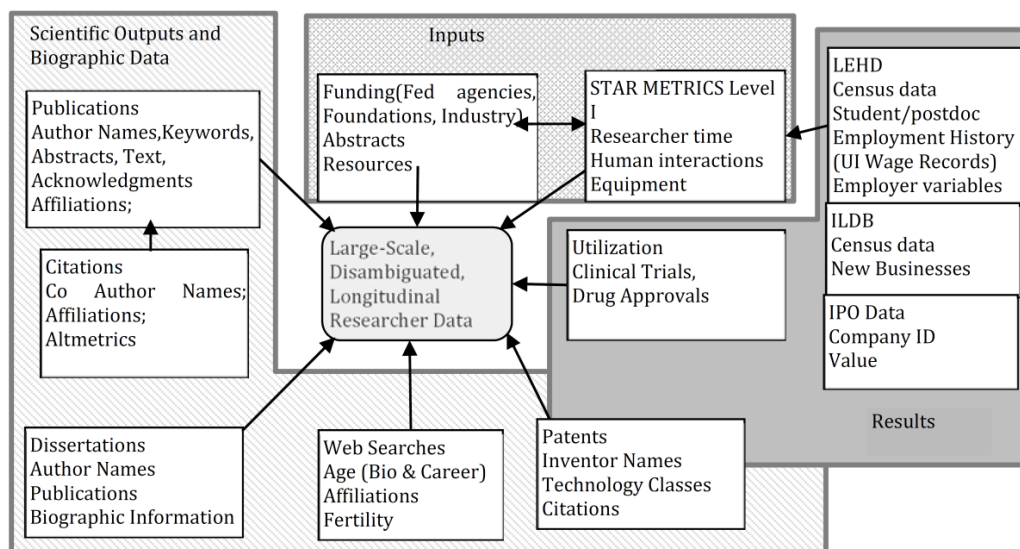 Scientific Outputs and
Biographic Data
Publications
Author Names,Keywords,
Abstracts, Text,
Acknowledgments
Affiliations;
Citations
Co Author Names;
Affiliations;
Altmetrics
Inputs
Funding(Fed agencies,
Foundations, Industry)
Abstracts
Resources
STAR METRICS Level
I
Researcher time
Human interactions
Equipment
LEHD
Census data
Student/postdoc
Employment History
(UI Wage Records)
Employer variables
ILDB
Census data
New Businesses
IPO Data
Company ID
Value
Results
Utilization
Clinical Trials,
Drug Approvals
Large-Scale,
Disambiguated,
Longitudinal
Researcher Data
Dissertations
Author Names
Publications
Biographic Information
Web Searches
Age (Bio & Career)
Affiliations
Fertility
Patents
Inventor Names
Technology Classes
Citations